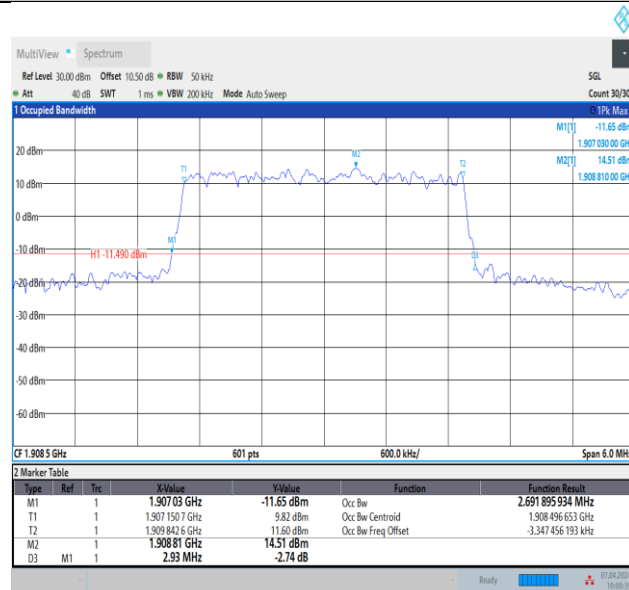 MultiView Spectrum
Ref Level 30.00 dBm Offset 10.50 dB RBW 50 kHz SGL
Att 40 dB SWT 1 ms VBW 200 kHz Mode Auto Sweep Count 30/30
1 Occupied Bandwidth 1Pk Max
M1[1] -11.65 dBm
1.907 030 00 GH
M2[1] 14.51 dBm
1.908 810 00 GH
20 dBm
10 dBm
0 dBm
-10 dBm
-20 dBm
-30 dBm
-40 dBm
-50 dBm
-60 dBm
T1
M2
T2
M1
H1 -11.490 dBm
D3
CF 1.908 5 GHz 601 pts 600.0 kHz/ Span 6.0 MH
2 Marker Table
Type Ref Trc X-Value Y-Value Function Function Result
M1 1 1.907 03 GHz -11.65 dBm Occ Bw 2.691 895 934 MHz
T1 1 1.907 150 7 GHz 9.82 dBm Occ Bw Centroid 1.908 496 653 GHz
T2 1 1.909 842 6 GHz 11.60 dBm Occ Bw Freq Offset -3.347 456 193 kHz
M2 1 1.908 81 GHz 14.51 dBm
D3 M1 1 2.93 MHz -2.74 dB
Ready